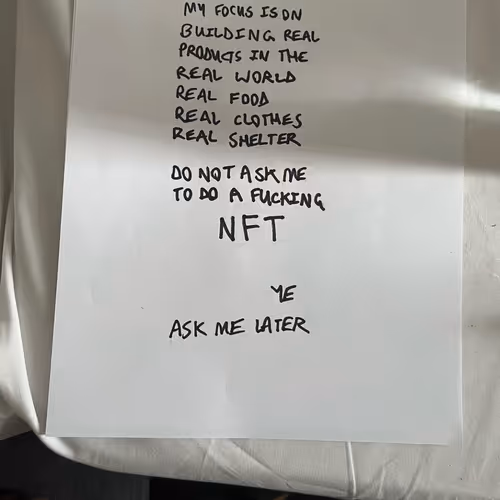 MY FOCUS IS ON
BUILDING REAL
PRODUCTS IN THE
REAL WORLD
REAL FOOD
REAL CLOTHES
REAL SHELTER
DO NOT ASK ME
TO DO A FUCKING
NFT
YE
ASK ME LATER